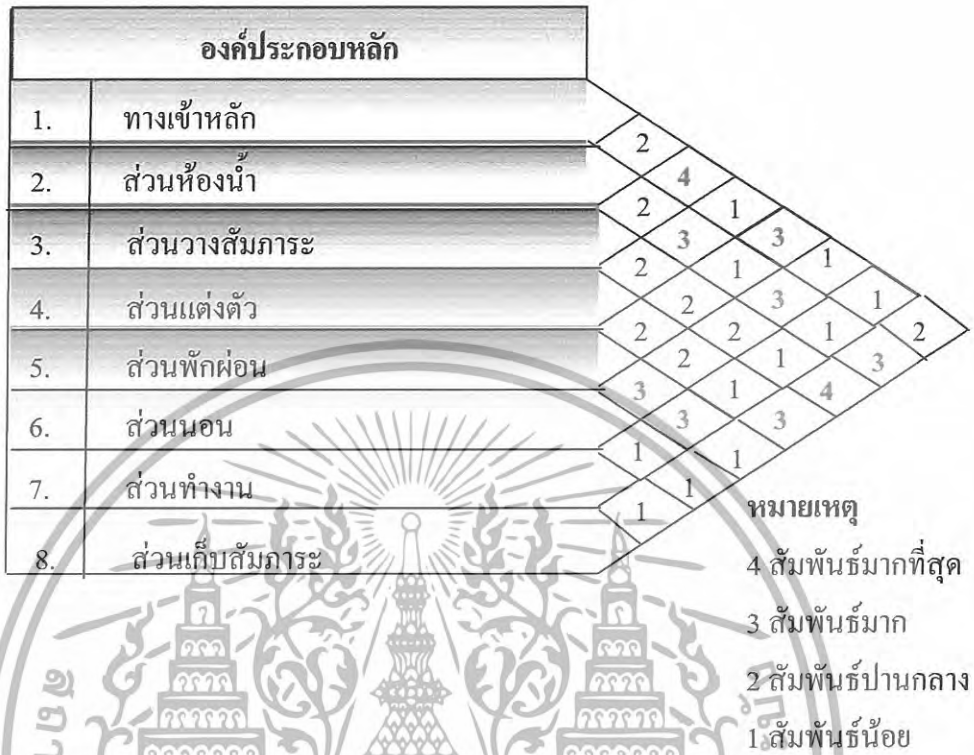 องค์ประกอบหลัก
1. ทางเข้าหลัก
2. ส่วนห้องน้ำ
3. ส่วนวางสัมภาระ
4. ส่วนแต่งตัว
5. ส่วนพักผ่อน
6. ส่วนนอน
7. ส่วนทำงาน
8. ส่วนเก็บสัมภาระ
2
4
2 1
3 3
2 1 1
2 3 1
2 2 1 2
2 1 3
3 1 4
3 3
1 1
1
1
หมายเหตุ
4 สัมพันธ์มากที่สุด
3 สัมพันธ์มาก
2 สัมพันธ์ปานกลาง
1 สัมพันธ์น้อย